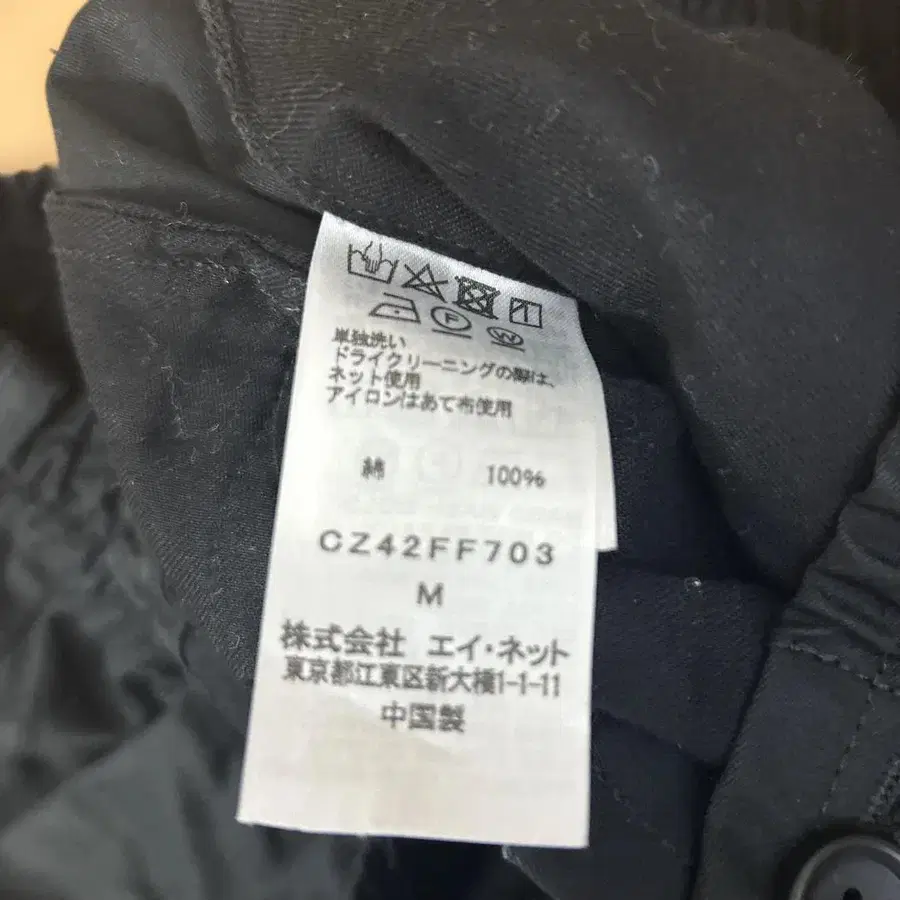 F
W
単独洗い
ドライクリーニングの際は、
ネット使用
アイロンはあて布使用
綿 100%
CZ42FF703
M
株式会社 エイ・ネット
東京都江東区新大橋1-1-11
中国製